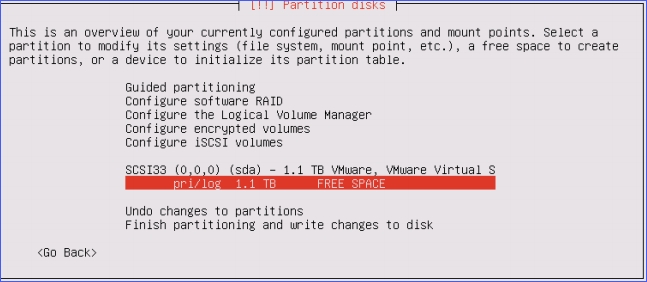 [!!] Partition disks
This is an overview of your currently configured partitions and mount points. Select a
partition to modify its settings (file system, mount point, etc.), a free space to create
partitions, or a device to initialize its partition table.
Guided partitioning
Configure software RAID
Configure the Logical Volume Manager
Configure encrypted volumes
Configure iSCSI volumes
SCSI33 (0,0,0) (sda) - 1.1 TB VMware, VMware Virtual S
pri/log 1.1 TB FREE SPACE
Undo changes to partitions
Finish partitioning and write changes to disk
<Go Back>